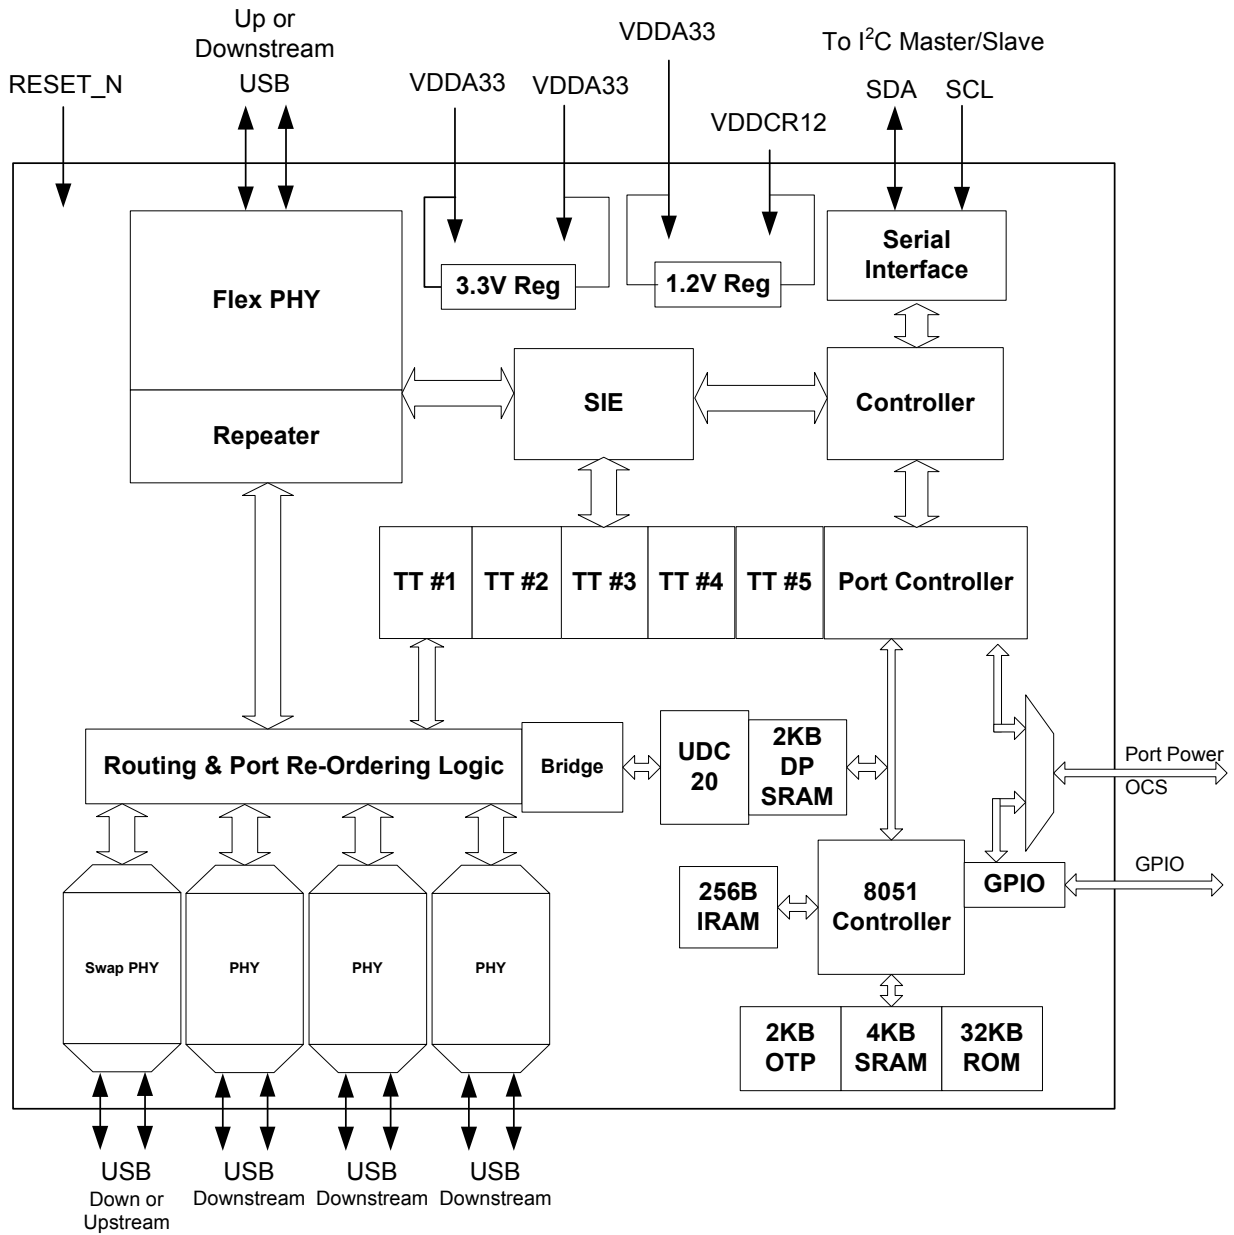 Up or
Downstream
USB
RESET_N
VDDA33
VDDA33
VDDA33
VDDCR12
To I²C Master/Slave
SDA
SCL
Flex PHY
Repeater
3.3V Reg
1.2V Reg
Serial
Interface
SIE
Controller
TT #1
TT #2
TT #3
TT #4
TT #5
Port Controller
Routing & Port Re-Ordering Logic
Bridge
UDC
20
2KB
DP
SRAM
Port Power
OCS
GPIO
256B
IRAM
8051
Controller
GPIO
Swap PHY
PHY
PHY
PHY
2KB
OTP
4KB
SRAM
32KB
ROM
USB
Down or
Upstream
USB
Downstream
USB
Downstream
USB
Downstream